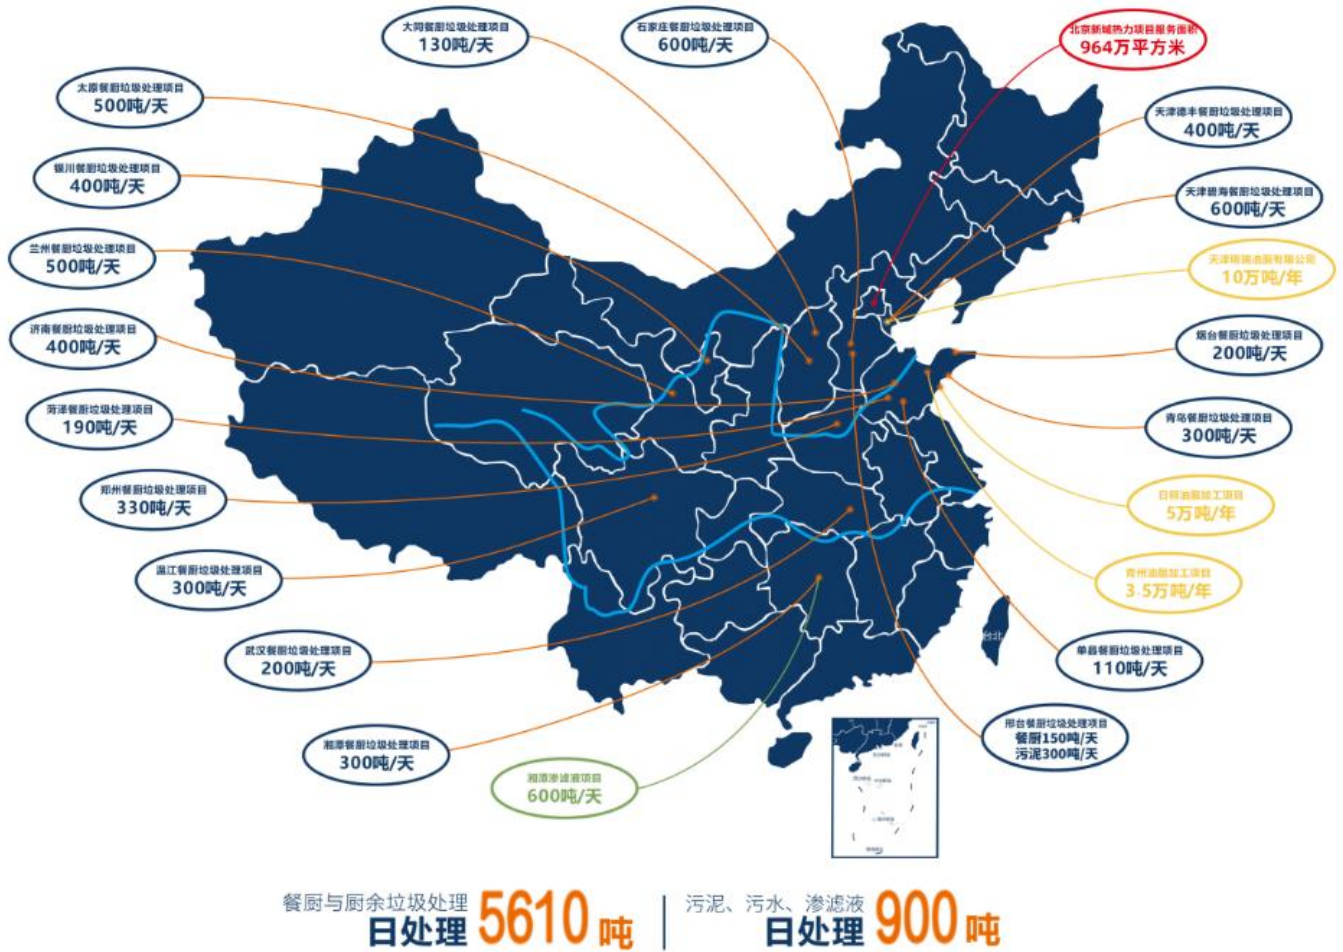 大同餐厨垃圾处理项目
130吨/天
石家庄餐厨垃圾处理项目
600吨/天
北京新城热力项目服务面积
964万平方米
太原餐厨垃圾处理项目
500吨/天
天津德丰餐厨垃圾处理项目
400吨/天
银川餐厨垃圾处理项目
400吨/天
天津碧海餐厨垃圾处理项目
600吨/天
兰州餐厨垃圾处理项目
500吨/天
天津明瑞油脂有限公司
10万吨/年
济南餐厨垃圾处理项目
400吨/天
烟台餐厨垃圾处理项目
200吨/天
菏泽餐厨垃圾处理项目
190吨/天
青岛餐厨垃圾处理项目
300吨/天
郑州餐厨垃圾处理项目
330吨/天
日照油脂加工项目
5万吨/年
温江餐厨垃圾处理项目
300吨/天
青州油脂加工项目
3.5万吨/年
台北
武汉餐厨垃圾处理项目
200吨/天
单县餐厨垃圾处理项目
110吨/天
湘潭餐厨垃圾处理项目
300吨/天
邢台餐厨垃圾处理项目
餐厨150吨/天
污泥300吨/天
湘潭渗滤液项目
600吨/天
餐厨与厨余垃圾处理
日处理 5610 吨
污泥、污水、渗滤液
日处理 900 吨